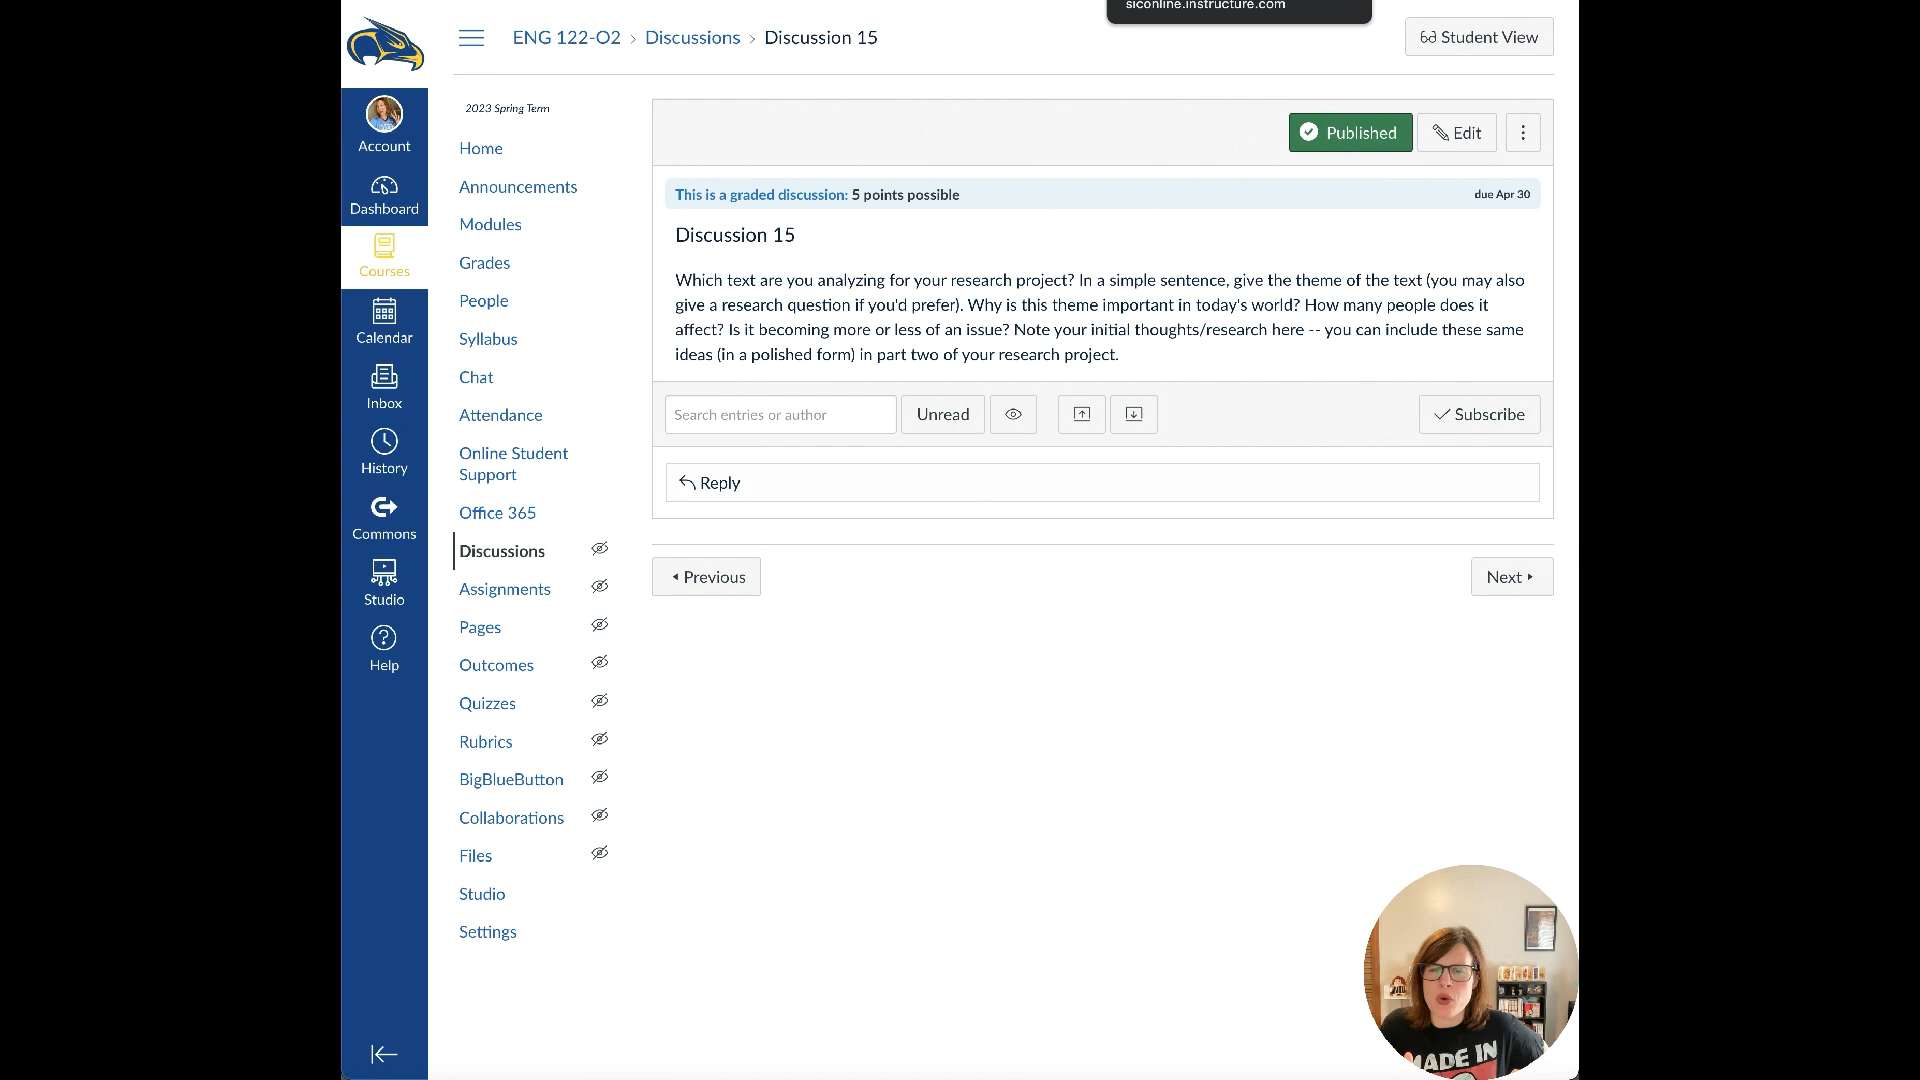 siconline.instructure.com
ENG 122-O2 > Discussions > Discussion 15
Student View
Account
Dashboard
Courses
Calendar
Inbox
History
Commons
Studio
Help
2023 Spring Term
Home
Announcements
Modules
Grades
People
Syllabus
Chat
Attendance
Online Student
Support
Office 365
Discussions
Assignments
Pages
Outcomes
Quizzes
Rubrics
BigBlueButton
Collaborations
Files
Studio
Settings
Published
Edit
This is a graded discussion: 5 points possible
due Apr 30
Discussion 15
Which text are you analyzing for your research project? In a simple sentence, give the theme of the text (you may also
give a research question if you'd prefer). Why is this theme important in today's world? How many people does it
affect? Is it becoming more or less of an issue? Note your initial thoughts/research here -- you can include these same
ideas (in a polished form) in part two of your research project.
Search entries or author
Unread
Subscribe
Reply
Previous
Next
MADE IN